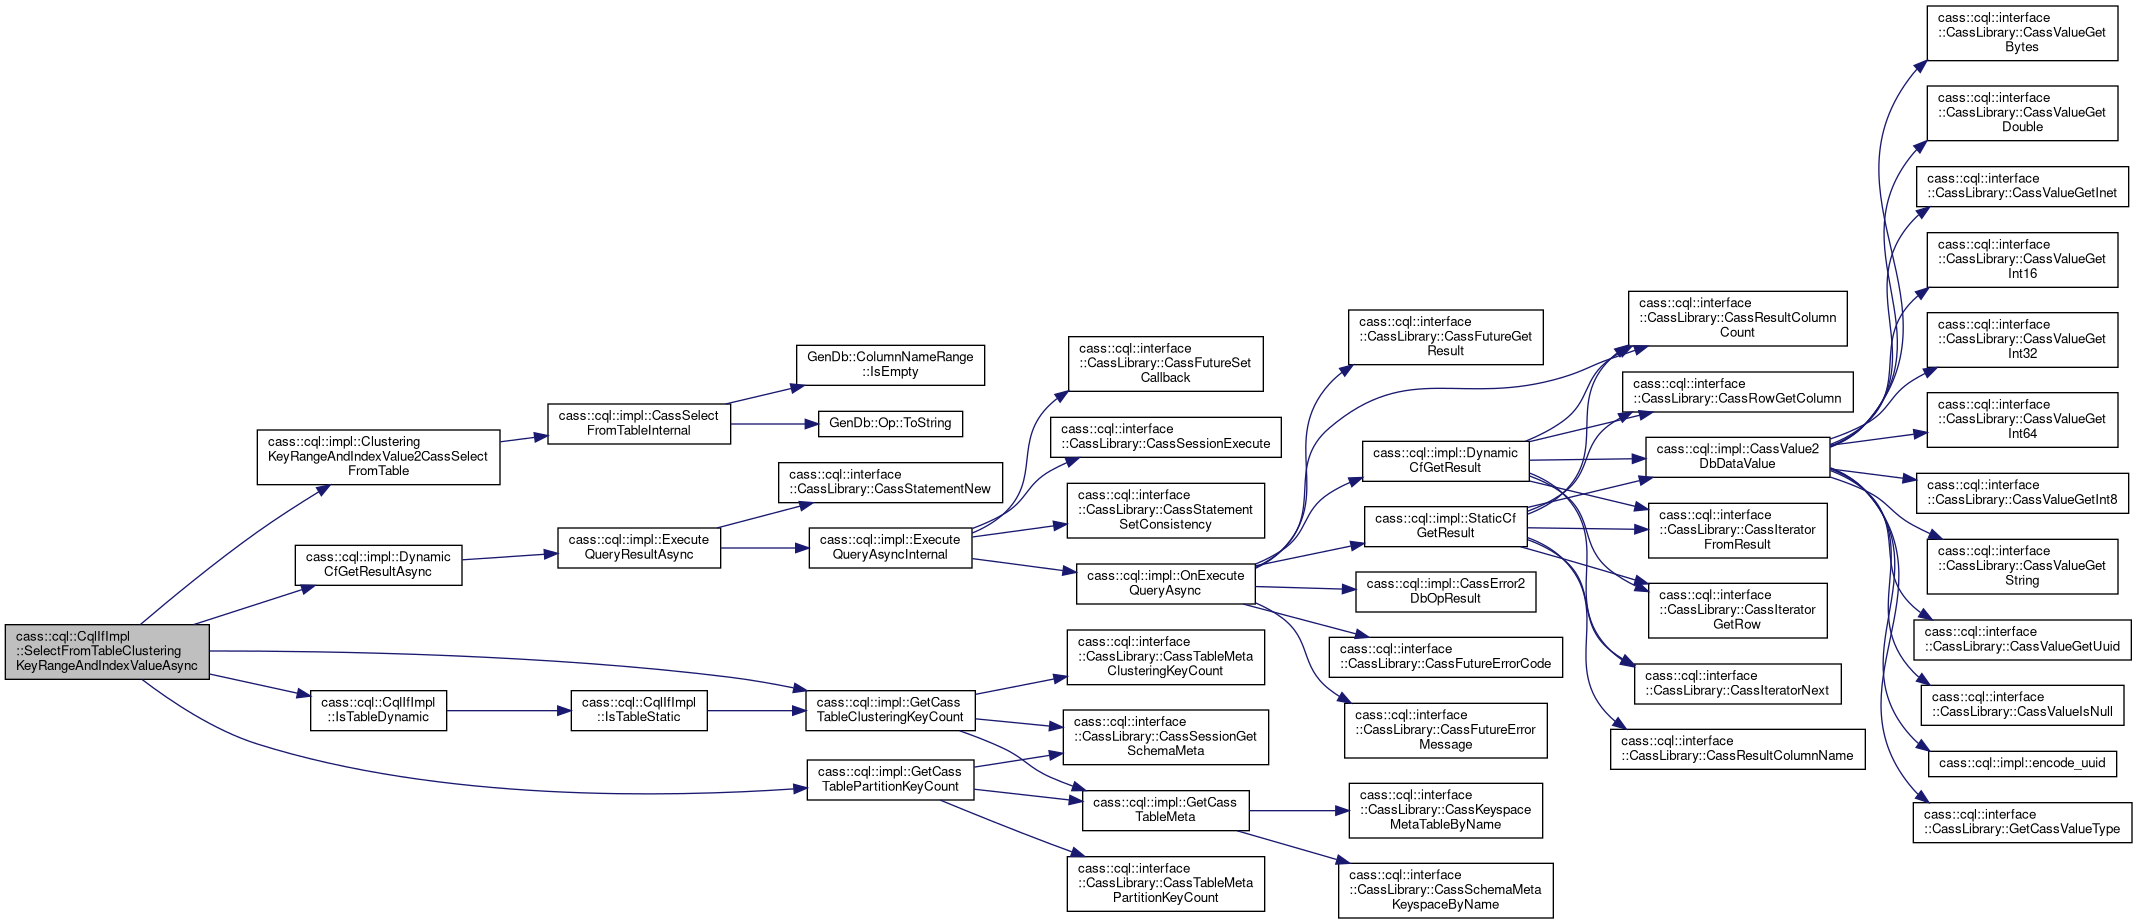 cass::cql::CqlIfImpl
::SelectFromTableClustering
KeyRangeAndIndexValueAsync
cass::cql::impl::Clustering
KeyRangeAndIndexValue2CassSelect
FromTable
cass::cql::impl::Dynamic
CfGetResultAsync
cass::cql::CqlIfImpl
::IsTableDynamic
cass::cql::impl::CassSelect
FromTableInternal
cass::cql::impl::Execute
QueryResultAsync
cass::cql::CqlIfImpl
::IsTableStatic
GenDb::ColumnNameRange
::IsEmpty
GenDb::Op::ToString
cass::cql::interface
::CassLibrary::CassStatementNew
cass::cql::impl::Execute
QueryAsyncInternal
cass::cql::impl::GetCass
TableClusteringKeyCount
cass::cql::impl::GetCass
TablePartitionKeyCount
cass::cql::interface
::CassLibrary::CassFutureSet
Callback
cass::cql::interface
::CassLibrary::CassSessionExecute
cass::cql::interface
::CassLibrary::CassStatement
SetConsistency
cass::cql::impl::OnExecute
QueryAsync
cass::cql::interface
::CassLibrary::CassTableMeta
ClusteringKeyCount
cass::cql::interface
::CassLibrary::CassSessionGet
SchemaMeta
cass::cql::impl::GetCass
TableMeta
cass::cql::interface
::CassLibrary::CassTableMeta
PartitionKeyCount
cass::cql::interface
::CassLibrary::CassFutureGet
Result
cass::cql::impl::Dynamic
CfGetResult
cass::cql::impl::StaticCf
GetResult
cass::cql::impl::CassError2
DbOpResult
cass::cql::interface
::CassLibrary::CassFutureErrorCode
cass::cql::interface
::CassLibrary::CassFutureError
Message
cass::cql::interface
::CassLibrary::CassKeyspace
MetaTableByName
cass::cql::interface
::CassLibrary::CassSchemaMeta
KeyspaceByName
cass::cql::interface
::CassLibrary::CassResultColumn
Count
cass::cql::interface
::CassLibrary::CassRowGetColumn
cass::cql::impl::CassValue2
DbDataValue
cass::cql::interface
::CassLibrary::CassIterator
FromResult
cass::cql::interface
::CassLibrary::CassIterator
GetRow
cass::cql::interface
::CassLibrary::CassIteratorNext
cass::cql::interface
::CassLibrary::CassResultColumnName
cass::cql::interface
::CassLibrary::CassValueGet
Bytes
cass::cql::interface
::CassLibrary::CassValueGet
Double
cass::cql::interface
::CassLibrary::CassValueGetInet
cass::cql::interface
::CassLibrary::CassValueGet
Int16
cass::cql::interface
::CassLibrary::CassValueGet
Int32
cass::cql::interface
::CassLibrary::CassValueGet
Int64
cass::cql::interface
::CassLibrary::CassValueGetInt8
cass::cql::interface
::CassLibrary::CassValueGet
String
cass::cql::interface
::CassLibrary::CassValueGetUuid
cass::cql::interface
::CassLibrary::CassValueIsNull
cass::cql::impl::encode_uuid
cass::cql::interface
::CassLibrary::GetCassValueType